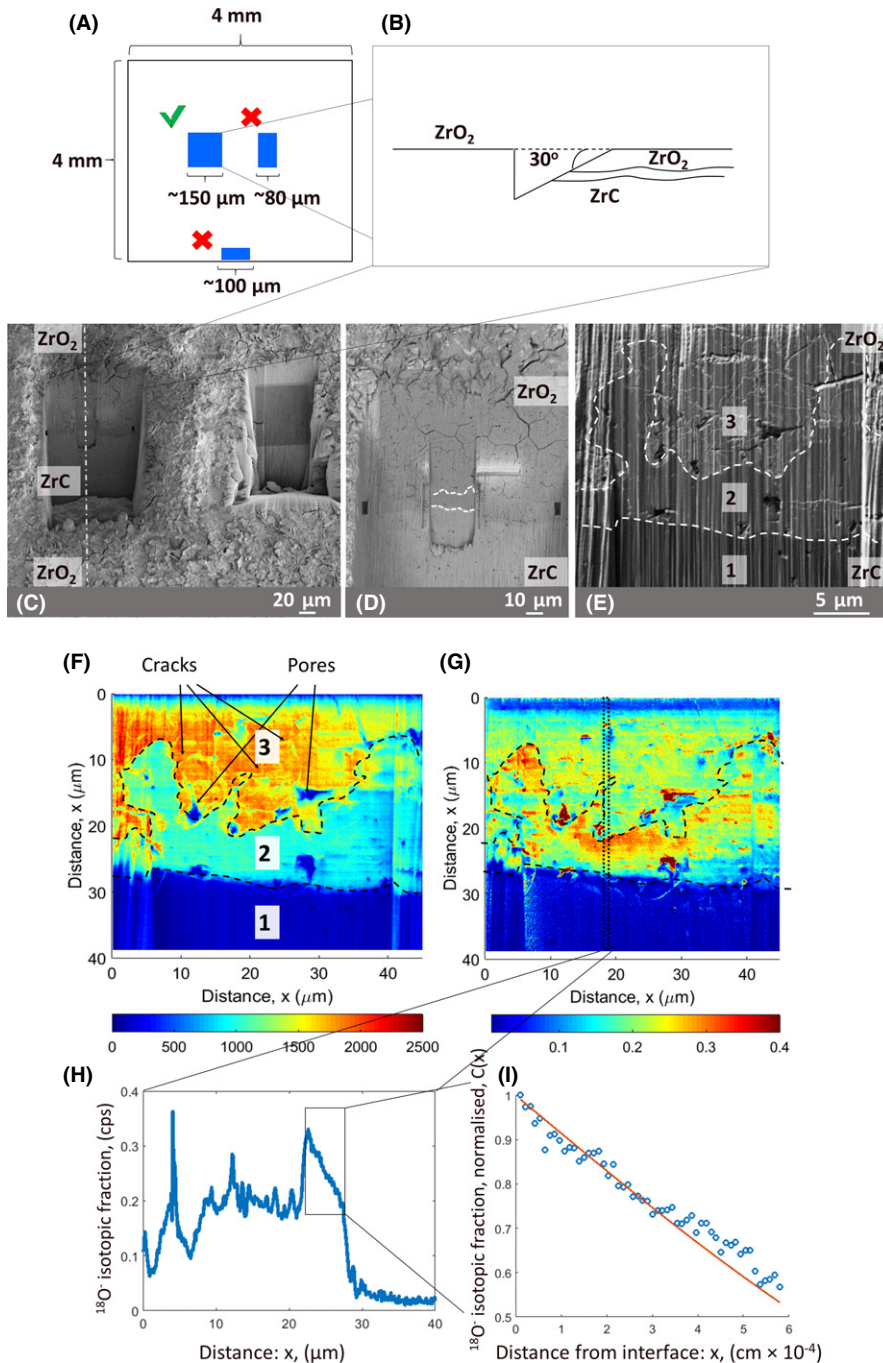 (A)
4 mm
4 mm
~150 μm
~80 μm
~100 μm
(B)
ZrO₂
30°
ZrO₂
ZrC
ZrO₂
ZrC
ZrO₂
(C)
20 μm
ZrO₂
ZrC
(D)
10 μm
ZrO₂
3
2
1
ZrC
(E)
5 μm
(F)
Cracks
Pores
0
10
20
30
40
Distance, x (μm)
3
2
1
0 10 20 30 40
Distance, x (μm)
0 500 1000 1500 2000 2500
(G)
0
10
20
30
40
Distance, x (μm)
0 10 20 30 40
Distance, x (μm)
0.1 0.2 0.3 0.4
(H)
¹⁸O⁻ isotopic fraction, (cps)
0.4
0.3
0.2
0.1
0
0 10 20 30 40
Distance: x, (μm)
(I)
¹⁸O⁻ isotopic fraction, normalised, C(x)
1
0.9
0.8
0.7
0.6
0.5
0 1 2 3 4 5 6
Distance from interface: x, (cm × 10⁻⁴)